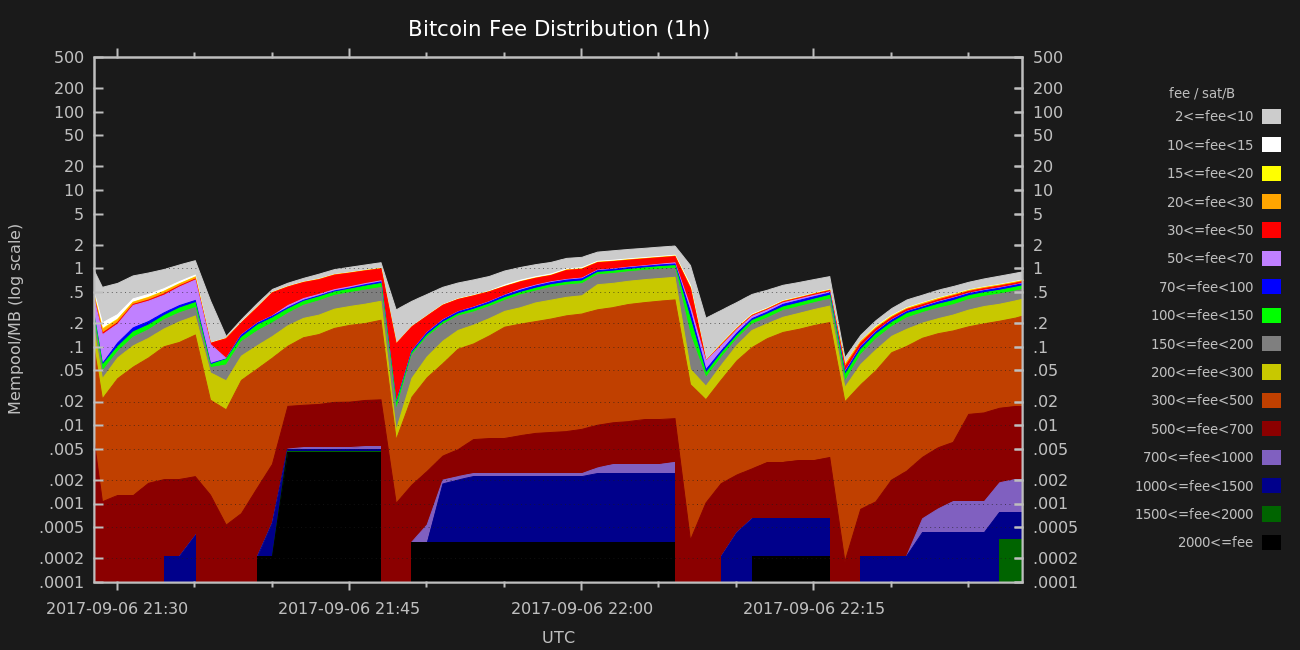 Bitcoin Fee Distribution (1h)
500 500
200 200
100 100
50 50
20 20
10 10
5 5
2 2
1 1
.5 .5
.2 .2
.1 .1
.05 .05
.02 .02
.01 .01
.005 .005
.002 .002
.001 .001
.0005 .0005
.0002 .0002
.0001 .0001
Mempool/MB (log scale)
2017-09-06 21:30 2017-09-06 21:45 2017-09-06 22:00 2017-09-06 22:15
UTC
fee / sat/B
2<=fee<10
10<=fee<15
15<=fee<20
20<=fee<30
30<=fee<50
50<=fee<70
70<=fee<100
100<=fee<150
150<=fee<200
200<=fee<300
300<=fee<500
500<=fee<700
700<=fee<1000
1000<=fee<1500
1500<=fee<2000
2000<=fee